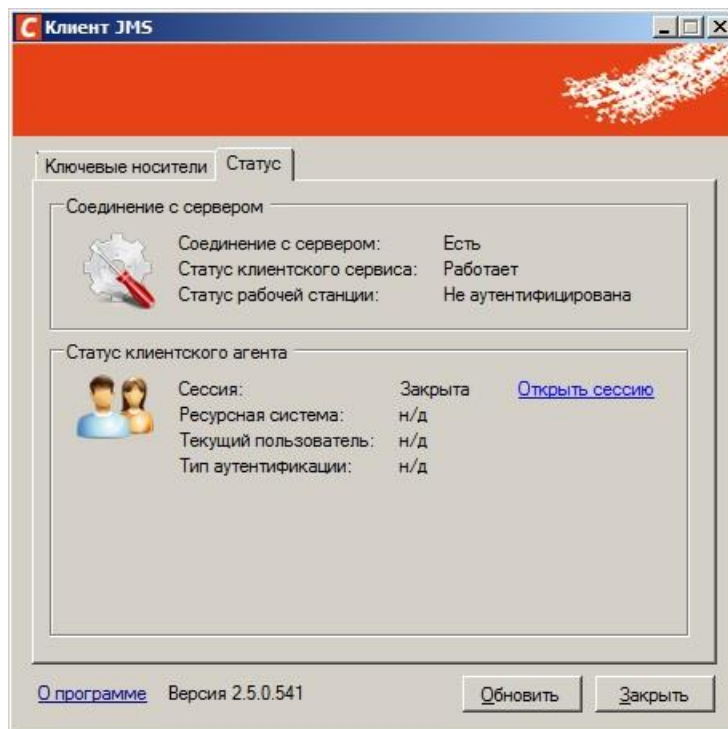 Клиент JMS
Ключевые носители Статус
Соединение с сервером
Соединение с сервером: Есть
Статус клиентского сервиса: Работает
Статус рабочей станции: Не аутентифицирована
Статус клиентского агента
Сессия: Закрыта Открыть сессию
Ресурсная система: н/д
Текущий пользователь: н/д
Тип аутентификации: н/д
О программе Версия 2.5.0.541 Обновить Закрыть